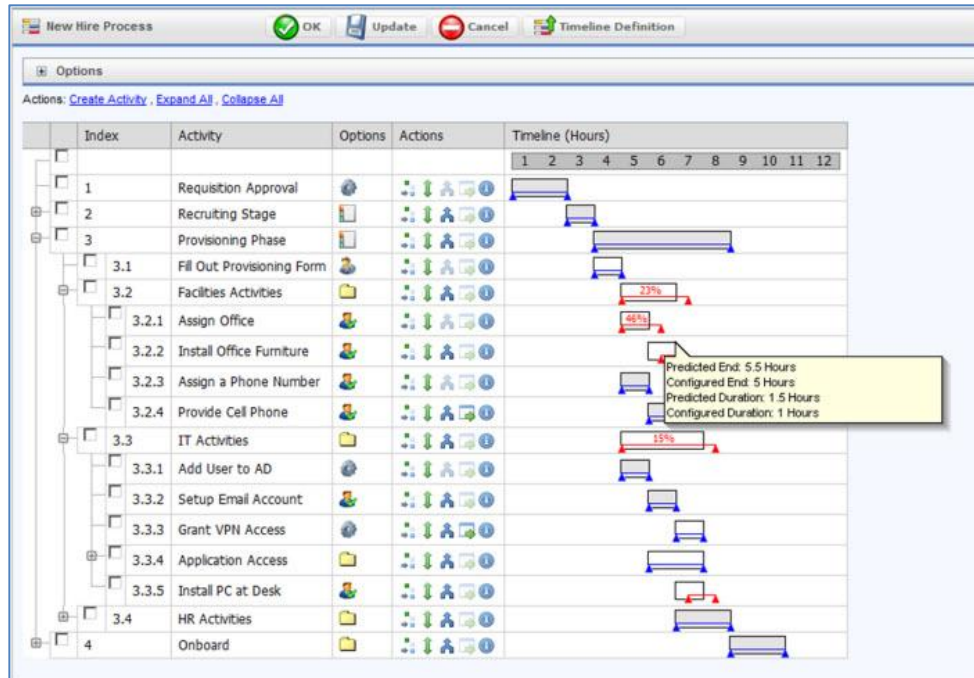 New Hire Process OK Update Cancel Timeline Definition
Options
Actions: Create Activity , Expand All , Collapse All
Index Activity Options Actions Timeline (Hours)
1 2 3 4 5 6 7 8 9 10 11 12
1 Requisition Approval
2 Recruiting Stage
3 Provisioning Phase
3.1 Fill Out Provisioning Form
3.2 Facilities Activities 23%
3.2.1 Assign Office 46%
3.2.2 Install Office Furniture
Predicted End: 5.5 Hours
Configured End: 5 Hours
3.2.3 Assign a Phone Number
Predicted Duration: 1.5 Hours
Configured Duration: 1 Hours
3.2.4 Provide Cell Phone
3.3 IT Activities 15%
3.3.1 Add User to AD
3.3.2 Setup Email Account
3.3.3 Grant VPN Access
3.3.4 Application Access
3.3.5 Install PC at Desk
3.4 HR Activities
4 Onboard